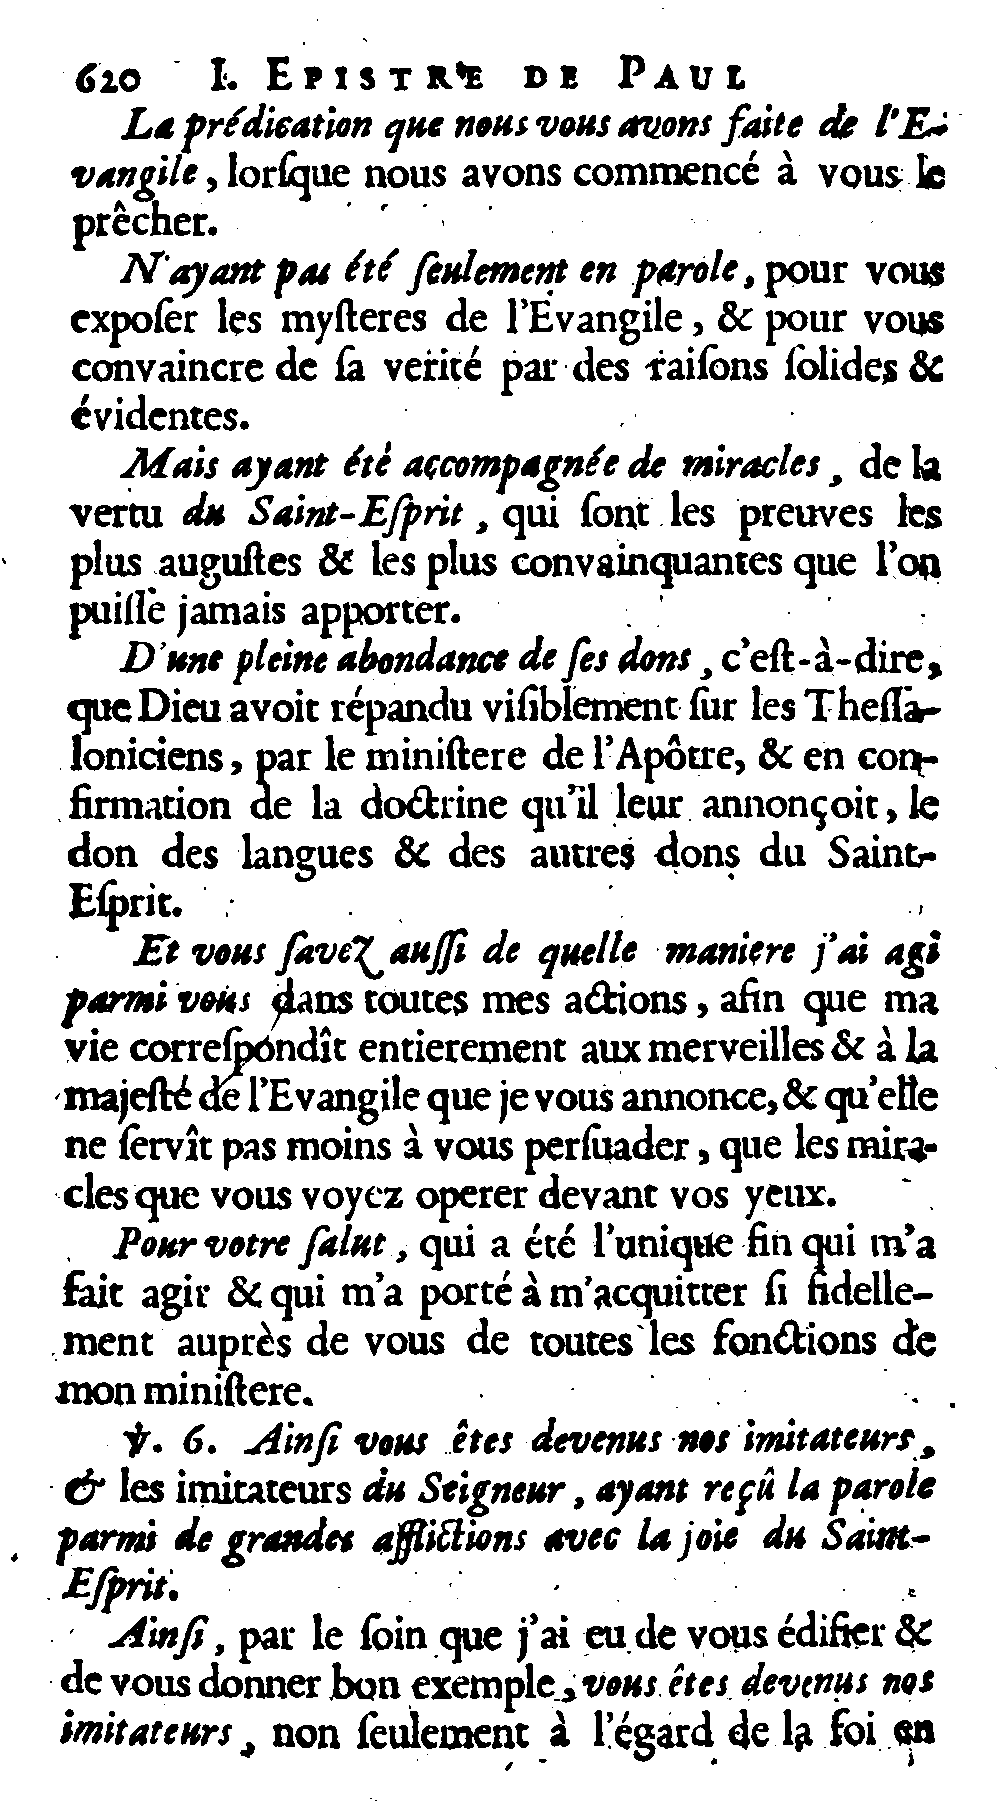 620 I. EPISTRE DE PAUL
La prédication que nous vous avons faite de l'E-
vangile, lorſque nous avons commencé à vous le
prêcher.
N'ayant pas été ſeulement en parole, pour vous
expoſer les myſteres de l'Evangile, & pour vous
convaincre de ſa verité par des raiſons ſolides &
évidentes.
Mais ayant été accompagnée de miracles, de la
vertu du Saint-Eſprit, qui ſont les preuves les
plus auguſtes & les plus convainquantes que l'on
puiſſe jamais apporter.
D'une pleine abondance de ſes dons, c'eſt-à-dire,
que Dieu avoit répandu viſiblement ſur les Theſſa-
loniciens, par le miniſtere de l'Apôtre, & en con-
firmation de la doctrine qu'il leur annonçoit, le
don des langues & des autres dons du Saint-
Eſprit.
Et vous ſavez auſſi de quelle maniere j'ai agi
parmi vous dans toutes mes actions, afin que ma
vie correſpondît entierement aux merveilles & à la
majeſté de l'Evangile que je vous annonce, & qu'elle
ne ſervît pas moins à vous perſuader, que les mira-
cles que vous voyez operer devant vos yeux.
Pour votre ſalut, qui a été l'unique fin qui m'a
fait agir & qui m'a porté à m'acquitter ſi fidelle-
ment auprès de vous de toutes les fonctions de
mon miniſtere.
℣. 6. Ainſi vous êtes devenus nos imitateurs,
& les imitateurs du Seigneur, ayant reçû la parole
parmi de grandes afflictions avec la joie du Saint-
Eſprit.
Ainſi, par le ſoin que j'ai eu de vous édifier &
de vous donner bon exemple, vous êtes devenus nos
imitateurs, non ſeulement à l'égard de la foi en